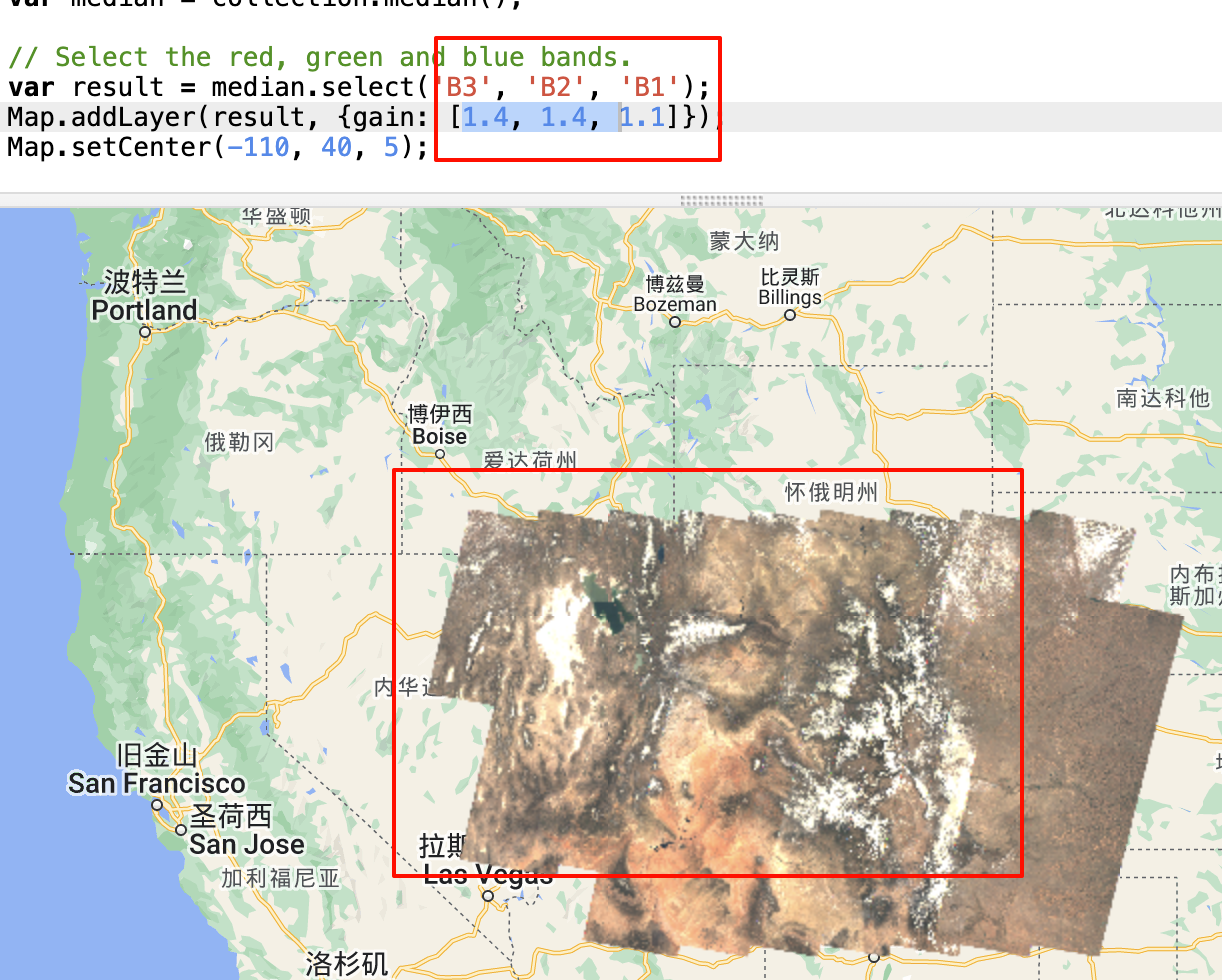 var median = collection.median();
// Select the red, green and blue bands.
var result = median.select('B3', 'B2', 'B1');
Map.addLayer(result, {gain: [1.4, 1.4, 1.1]});
Map.setCenter(-110, 40, 5);
华盛顿
北达科他州
蒙大纳
波特兰
Portland
博兹曼
Bozeman
比灵斯
Billings
南达科他
博伊西
Boise
俄勒冈
爱达荷州
怀俄明州
内布
斯加
内华
旧金山
San Francisco
圣荷西
San Jose
拉斯
Las Vegas
加利福尼亚
洛杉矶